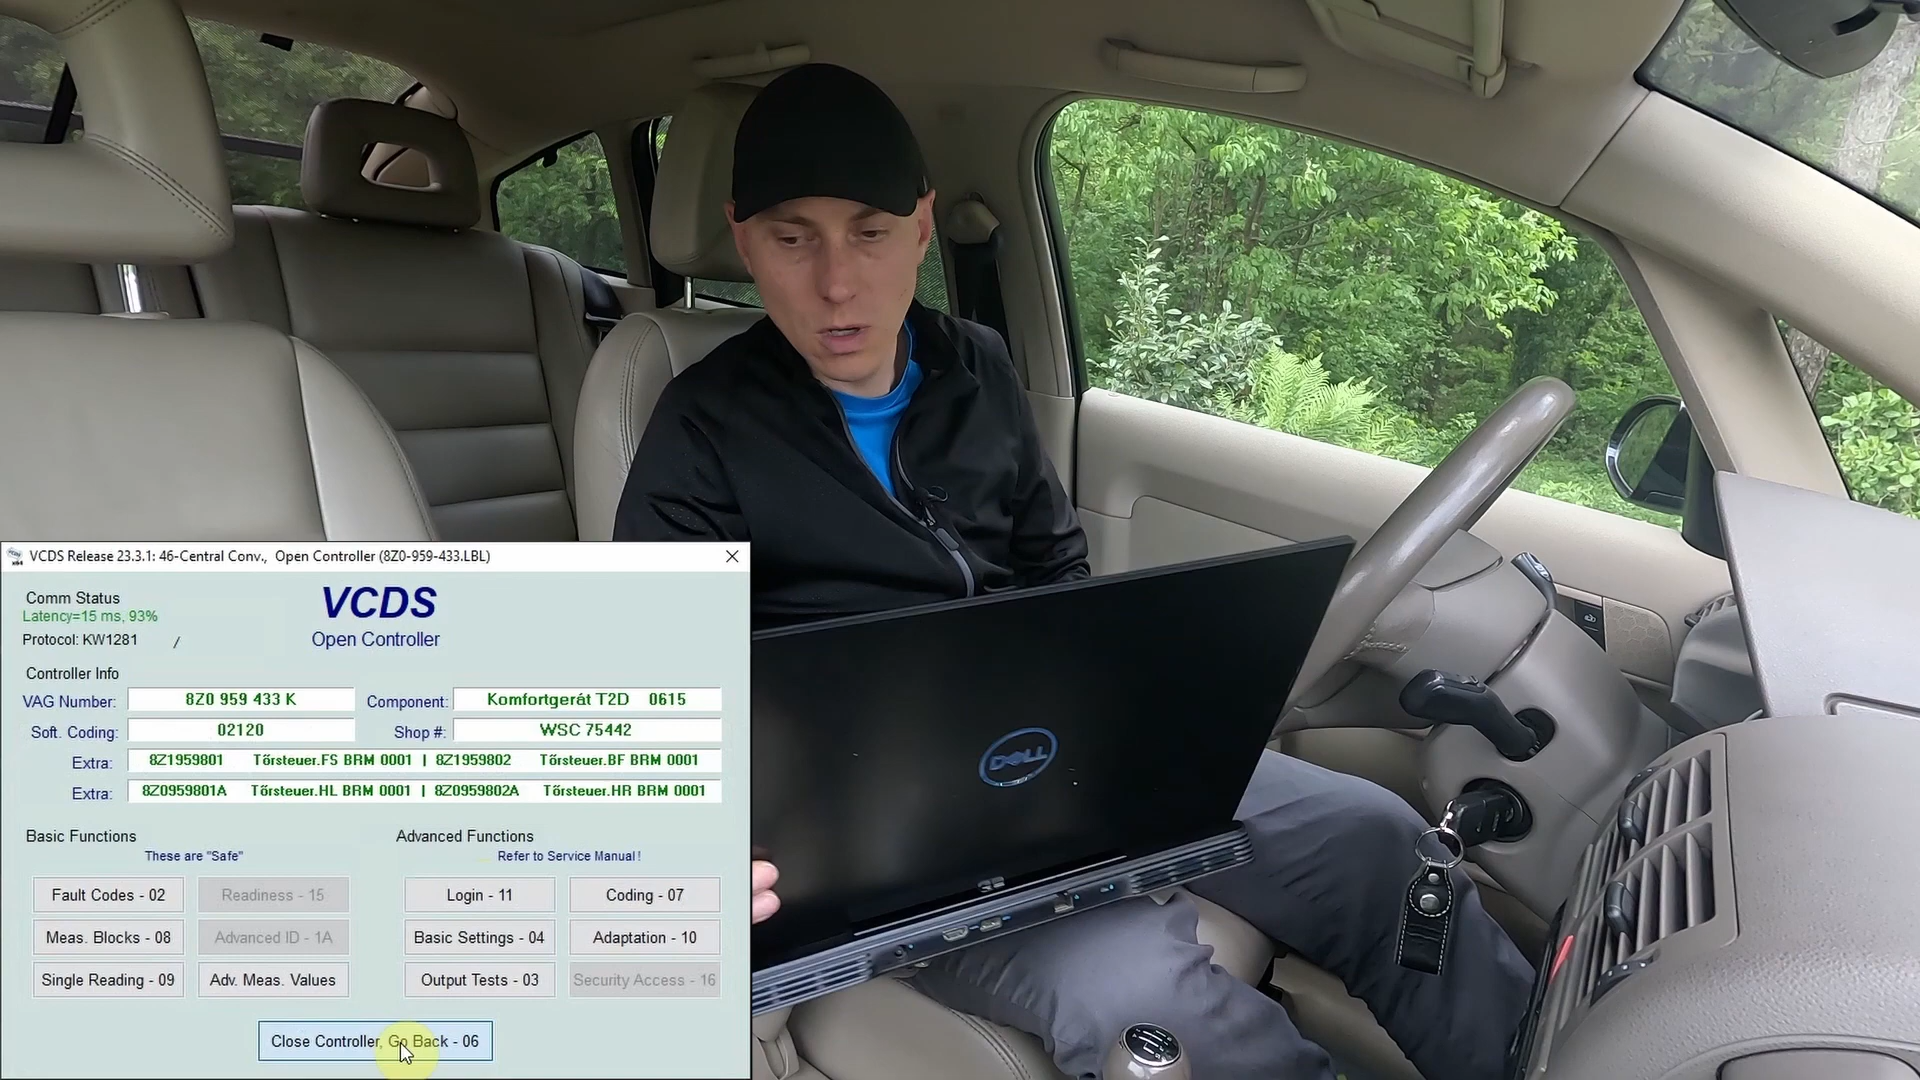 VCDS Release 23.3.1: 46-Central Conv., Open Controller (8Z0-959-433.LBL)
Comm Status
Latency=15 ms, 93%
Protocol: KW1281 /
VCDS
Open Controller
Controller Info
VAG Number: 8Z0 959 433 K Component: Komfortgerát T2D 0615
Soft. Coding: 02120 Shop #: WSC 75442
Extra: 8Z1959801 Tőrsteuer.FS BRM 0001 | 8Z1959802 Tőrsteuer.BF BRM 0001
Extra: 8Z0959801A Tőrsteuer.HL BRM 0001 | 8Z0959802A Tőrsteuer.HR BRM 0001
Basic Functions
These are "Safe"
Advanced Functions
Refer to Service Manual!
Fault Codes - 02 Readiness - 15 Login - 11 Coding - 07
Meas. Blocks - 08 Advanced ID - 1A Basic Settings - 04 Adaptation - 10
Single Reading - 09 Adv. Meas. Values Output Tests - 03 Security Access - 16
Close Controller, Go Back - 06
DELL